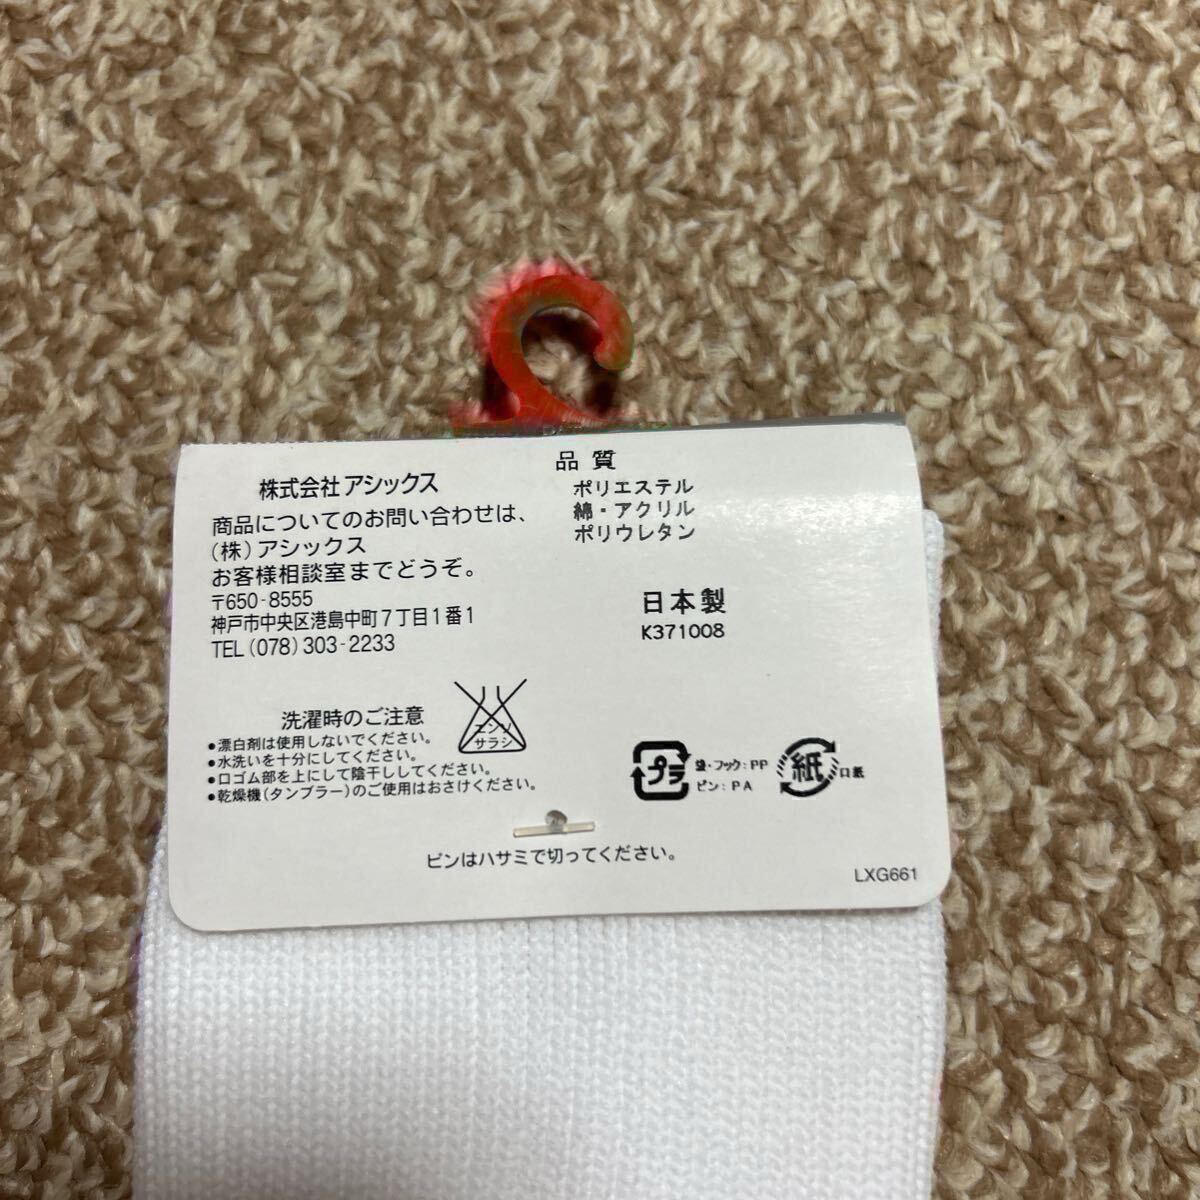 株式会社アシックス
商品についてのお問い合わせは、
(株)アシックス
お客様相談室までどうぞ。
〒650-8555
神戸市中央区港島中町7丁目1番1
TEL(078)303-2233
品質
ポリエステル
綿・アクリル
ポリウレタン
日本製
K371008
洗濯時のご注意
•漂白剤は使用しないでください。
•水洗いを十分にしてください。
•口ゴム部を上にして陰干ししてください。
•乾燥機(タンブラー)のご使用はおさけください。
エンソ
サラシ
プラ
袋・フック:PP
ピン:PA
紙
口紙
ピンはハサミで切ってください。
LXG661